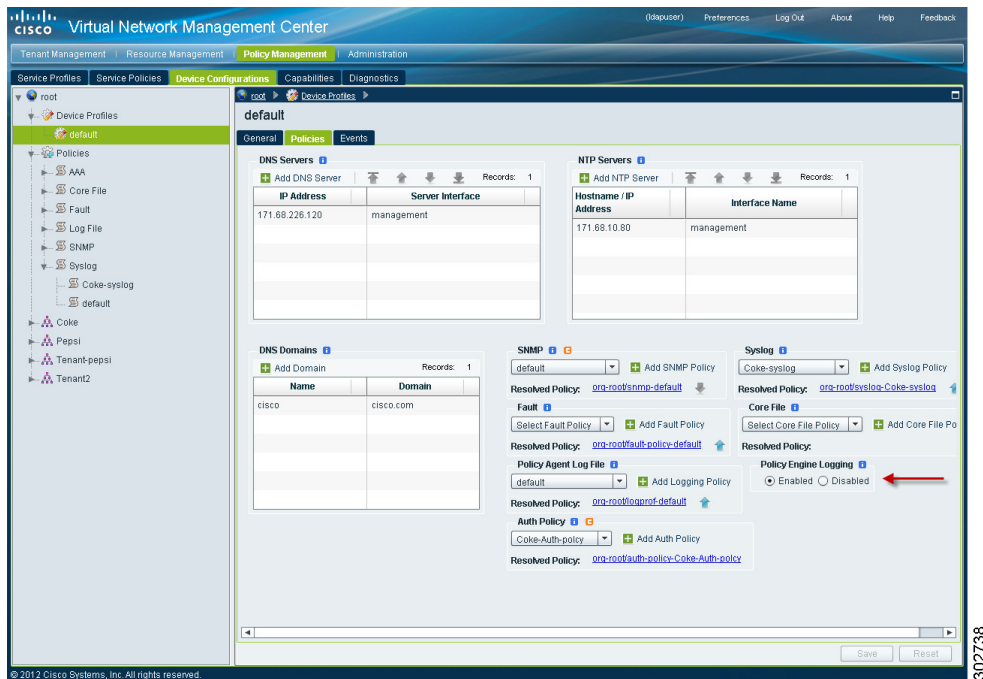 cisco Virtual Network Management Center
(ldapuser) Preferences Log Out About Help Feedback
Tenant Management | Resource Management | Policy Management | Administration
Service Profiles Service Policies Device Configurations Capabilities Diagnostics
root
Device Profiles
default
Policies
AAA
Core File
Fault
Log File
SNMP
Syslog
Coke-syslog
default
Coke
Pepsi
Tenant-pepsi
Tenant2
root Device Profiles
default
General Policies Events
DNS Servers
Add DNS Server Records: 1
IP Address Server Interface
171.68.226.120 management
NTP Servers
Add NTP Server Records: 1
Hostname / IP
Address Interface Name
171.68.10.80 management
DNS Domains
Add Domain Records: 1
Name Domain
cisco cisco.com
SNMP
default Add SNMP Policy
Resolved Policy: org-root/snmp-default
Syslog
Coke-syslog Add Syslog Policy
Resolved Policy: org-root/syslog-Coke-syslog
Fault
Select Fault Policy Add Fault Policy
Resolved Policy: org-root/fault-policy-default
Core File
Select Core File Policy Add Core File Po
Resolved Policy:
Policy Agent Log File
default Add Logging Policy
Resolved Policy: org-root/logprof-default
Policy Engine Logging
Enabled Disabled
Auth Policy
Coke-Auth-polcy Add Auth Policy
Resolved Policy: org-root/auth-policy-Coke-Auth-polcy
Save Reset
© 2012 Cisco Systems, Inc. All rights reserved.
302738